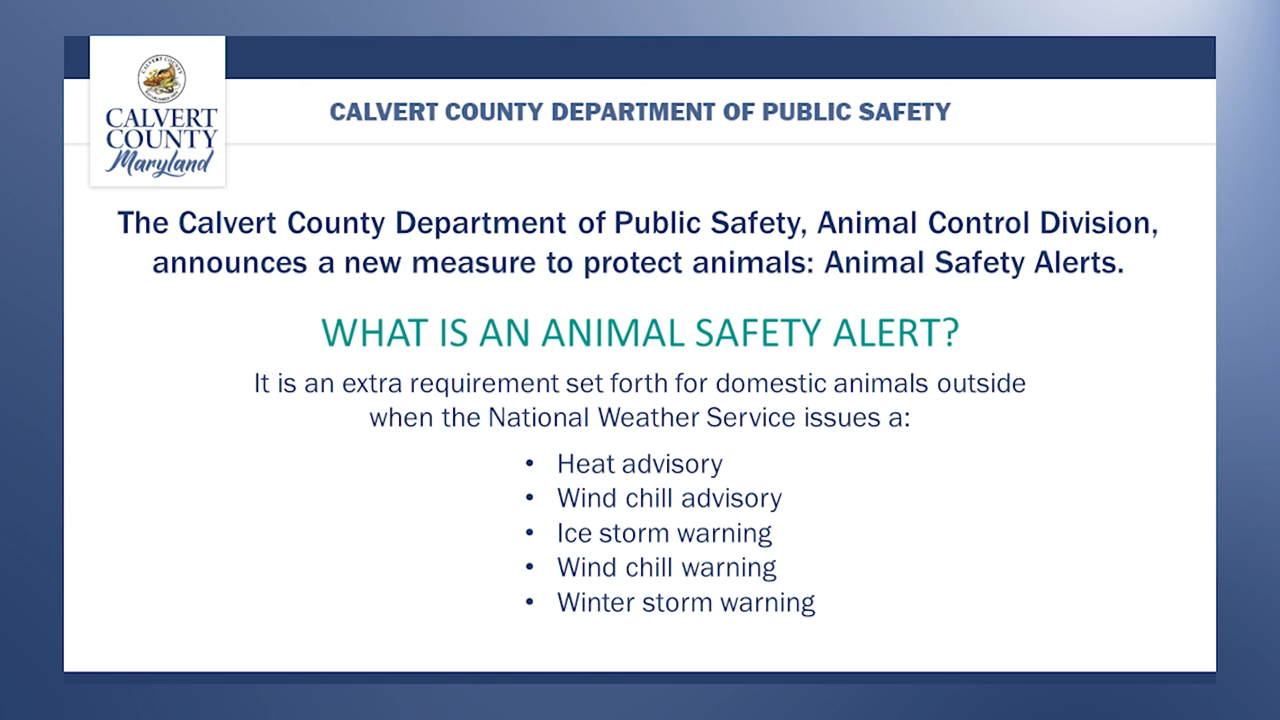 CALVERT COUNTY
CALVERT
COUNTY
Maryland
CALVERT COUNTY DEPARTMENT OF PUBLIC SAFETY
The Calvert County Department of Public Safety, Animal Control Division,
announces a new measure to protect animals: Animal Safety Alerts.
WHAT IS AN ANIMAL SAFETY ALERT?
It is an extra requirement set forth for domestic animals outside
when the National Weather Service issues a:
• Heat advisory
• Wind chill advisory
• Ice storm warning
• Wind chill warning
• Winter storm warning